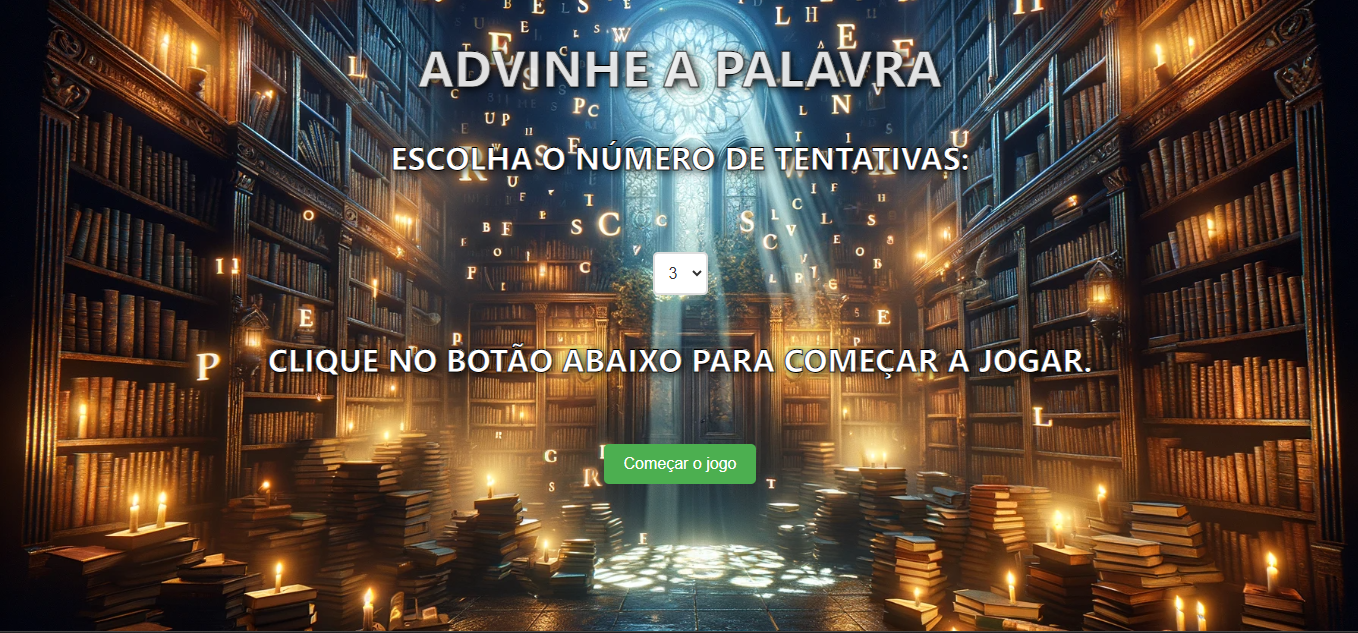 ADVINHE A PALAVRA
ESCOLHA O NÚMERO DE TENTATIVAS:
3
CLIQUE NO BOTÃO ABAIXO PARA COMEÇAR A JOGAR.
Começar o jogo